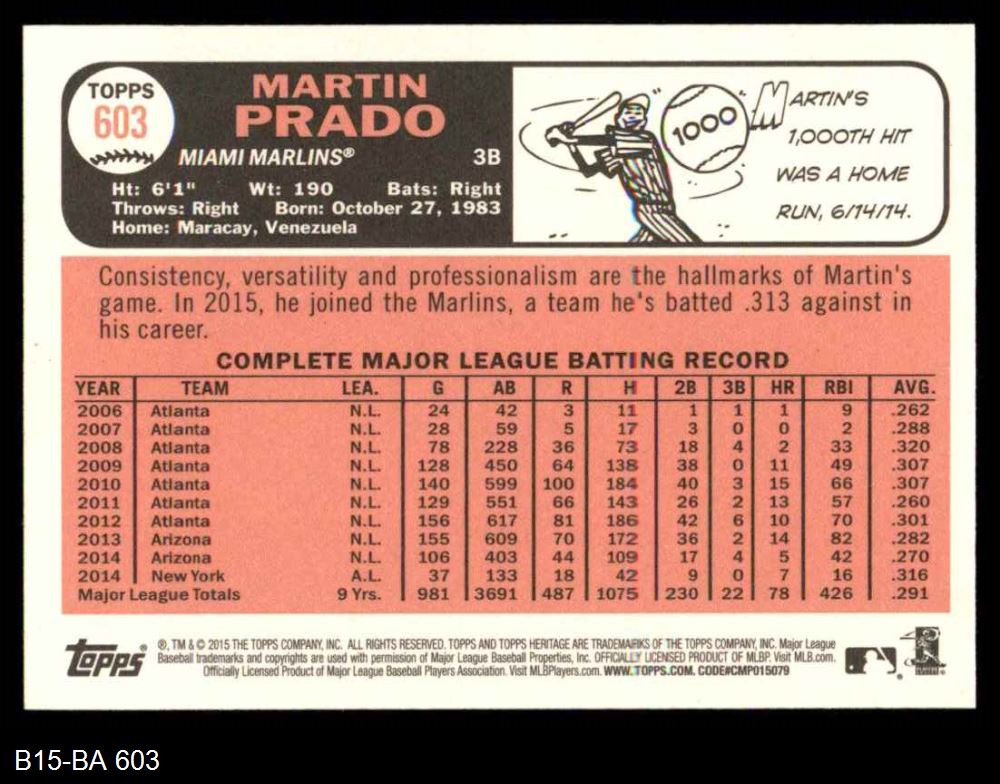 TOPPS
603
MARTIN
PRADO
MIAMI MARLINS® 3B
Ht: 6'1" Wt: 190 Bats: Right
Throws: Right Born: October 27, 1983
Home: Maracay, Venezuela
1000
MARTIN'S
1,000TH HIT
WAS A HOME
RUN, 6/14/14.
Consistency, versatility and professionalism are the hallmarks of Martin's
game. In 2015, he joined the Marlins, a team he's batted .313 against in
his career.
COMPLETE MAJOR LEAGUE BATTING RECORD
YEAR TEAM LEA. G AB R H 2B 3B HR RBI AVG.
2006 Atlanta N.L. 24 42 3 11 1 1 1 9 .262
2007 Atlanta N.L. 28 59 5 17 3 0 0 2 .288
2008 Atlanta N.L. 78 228 36 73 18 4 2 33 .320
2009 Atlanta N.L. 128 450 64 138 38 0 11 49 .307
2010 Atlanta N.L. 140 599 100 184 40 3 15 66 .307
2011 Atlanta N.L. 129 551 66 143 26 2 13 57 .260
2012 Atlanta N.L. 156 617 81 186 42 6 10 70 .301
2013 Arizona N.L. 155 609 70 172 36 2 14 82 .282
2014 Arizona N.L. 106 403 44 109 17 4 5 42 .270
2014 New York A.L. 37 133 18 42 9 0 7 16 .316
Major League Totals 9 Yrs. 981 3691 487 1075 230 22 78 426 .291
Topps®
®, TM & © 2015 THE TOPPS COMPANY, INC. ALL RIGHTS RESERVED. TOPPS AND TOPPS HERITAGE ARE TRADEMARKS OF THE TOPPS COMPANY, INC. Major League
Baseball trademarks and copyrights are used with permission of Major League Baseball Properties, Inc. OFFICIALLY LICENSED PRODUCT OF MLBP. Visit MLB.com.
Officially Licensed Product of Major League Baseball Players Association. Visit MLBPlayers.com. WWW.TOPPS.COM. CODE#CMP015079
B15-BA 603